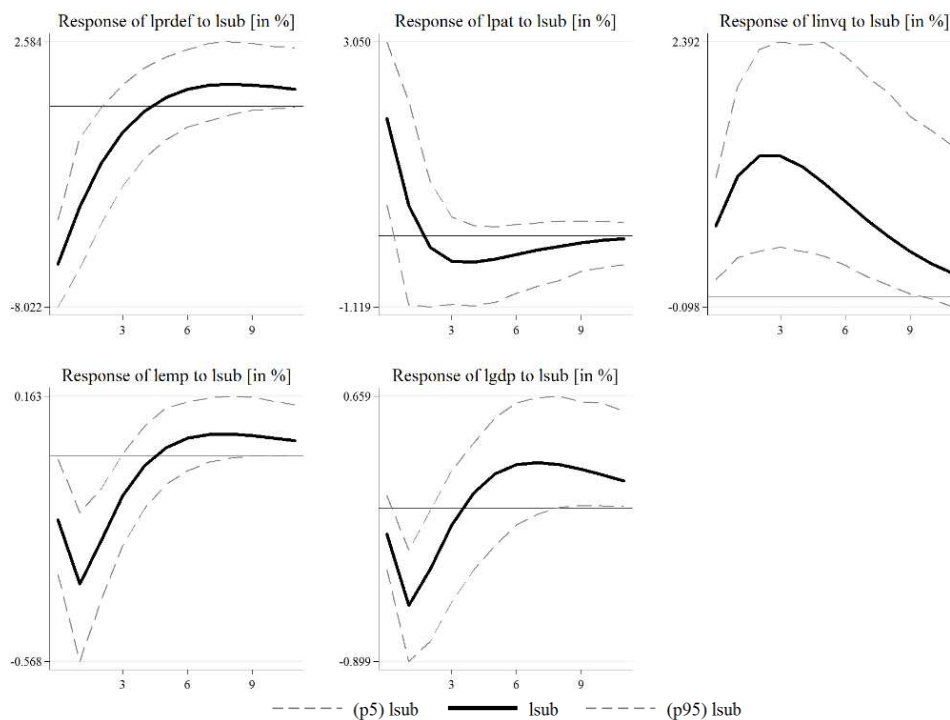 Response of lprdef to lsub [in %]
2.584
-8.022
3 6 9
Response of lpat to lsub [in %]
3.050
-1.119
3 6 9
Response of linvq to lsub [in %]
2.392
-0.098
3 6 9
Response of lemp to lsub [in %]
0.163
-0.568
3 6 9
Response of lgdp to lsub [in %]
0.659
-0.899
3 6 9
(p5) lsub lsub (p95) lsub